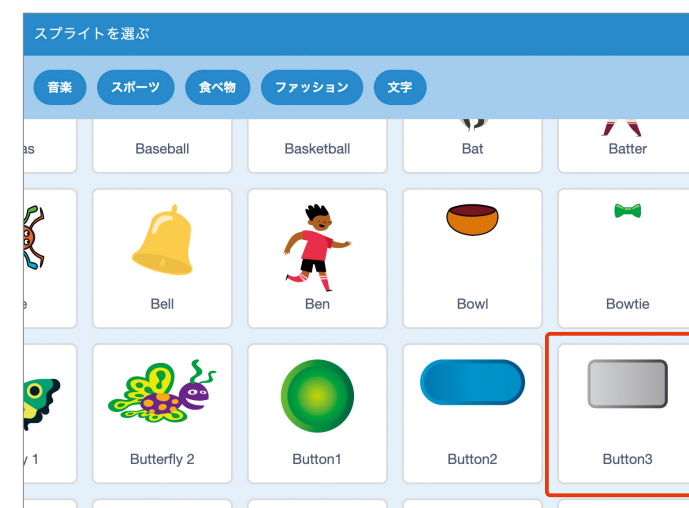 スプライトを選ぶ
音楽 スポーツ 食べ物 ファッション 文字
as Baseball Basketball Bat Batter
Bell Ben Bowl Bowtie
y 1 Butterfly 2 Button1 Button2 Button3